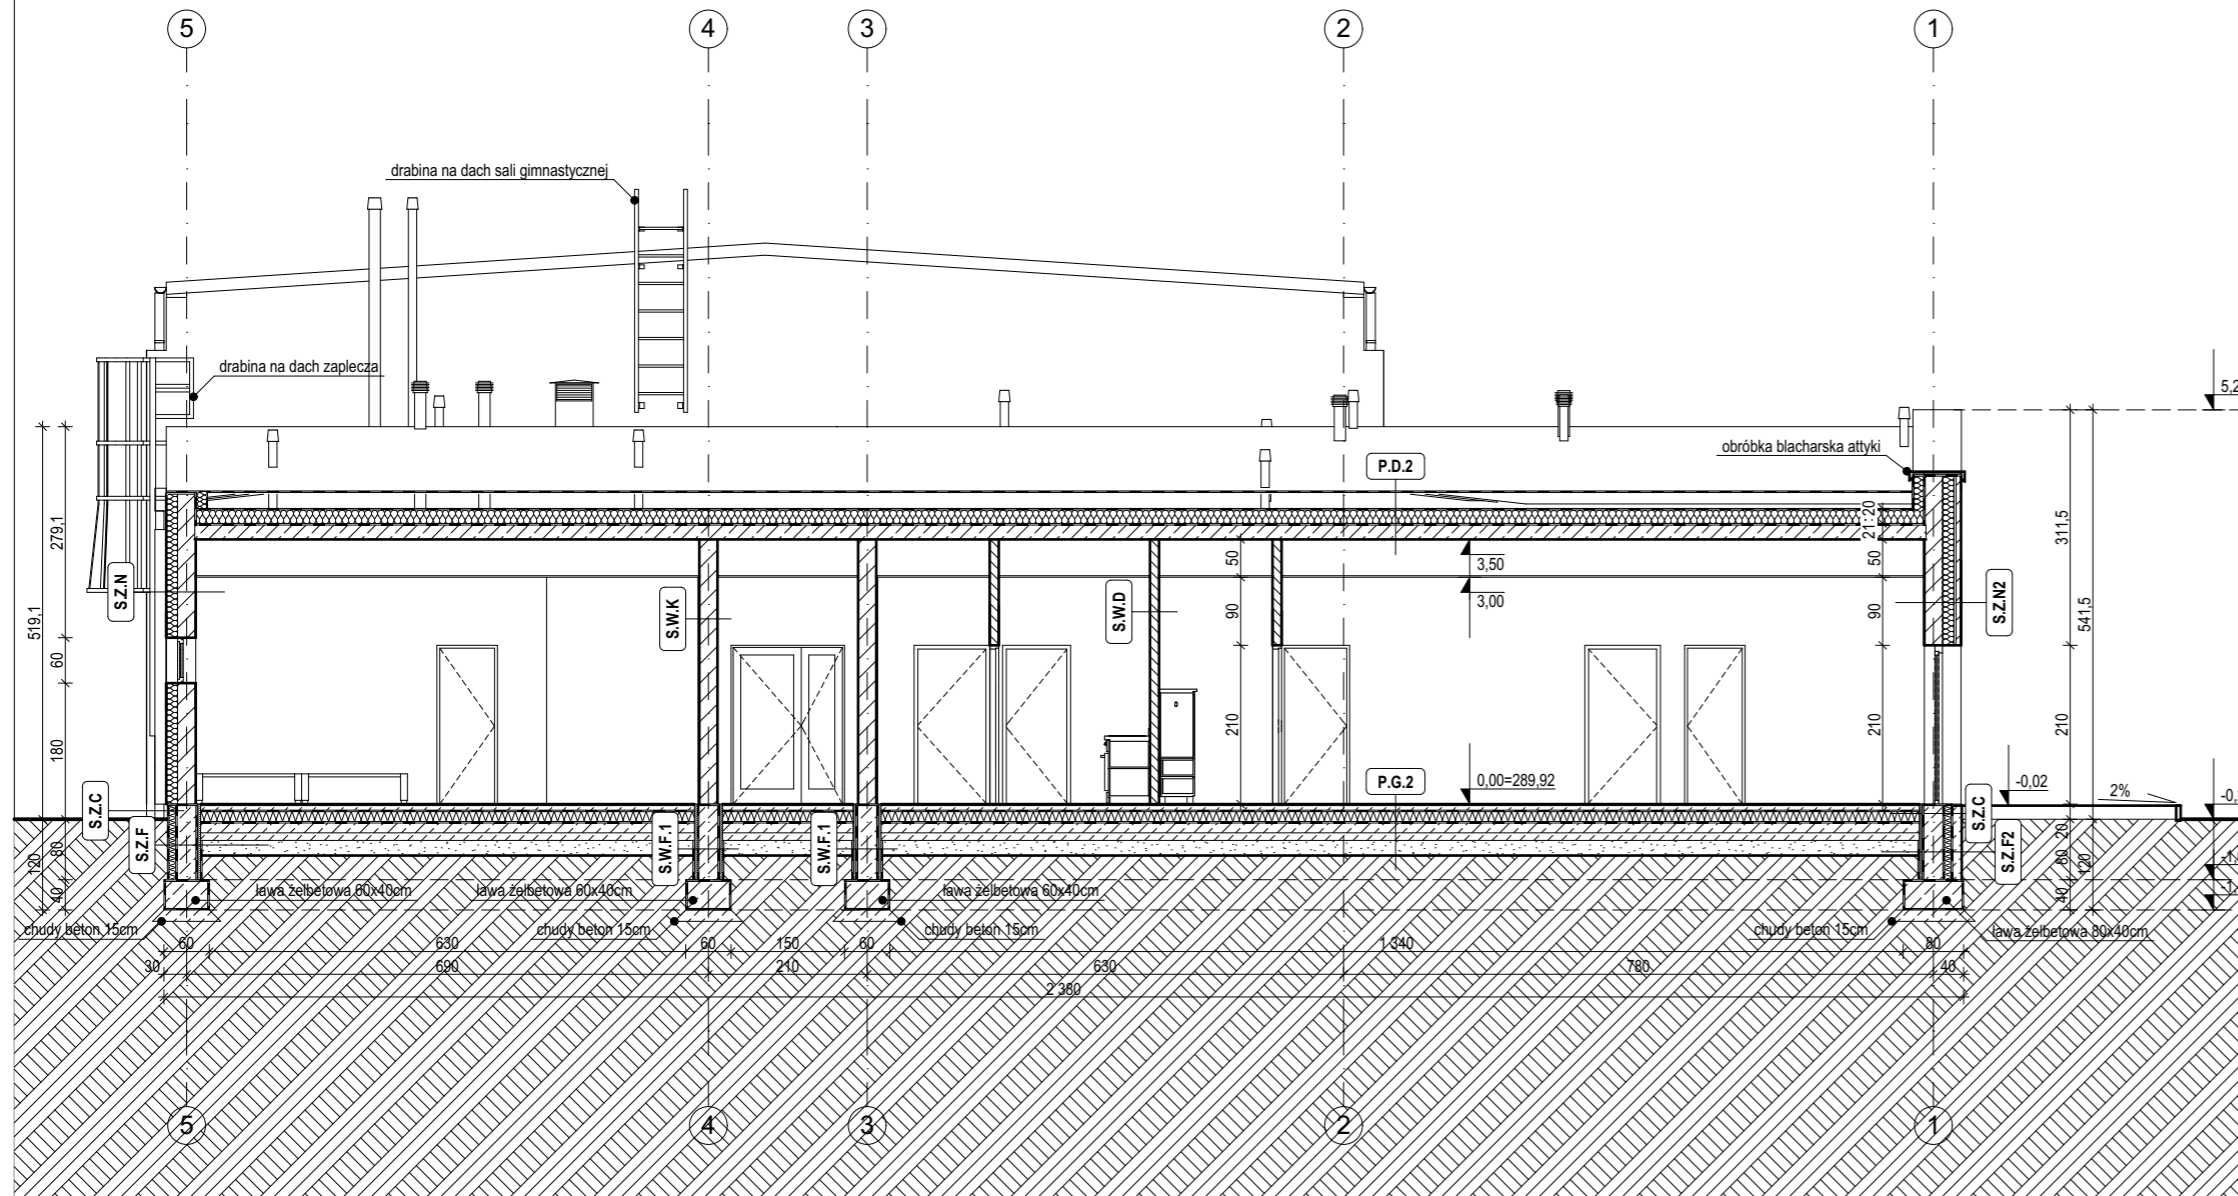 5
4
3
2
1
drabina na dach sali gimnastycznej
drabina na dach zaplecza
5,2
obróbka blacharska attyki
P.D.2
21
20
279,1
311,5
50
50
3,50
3,00
S.Z.N
S.W.K
S.W.D
S.Z.N2
519,1
541,5
90
90
60
180
210
210
210
P.G.2
0,00=289,92
-0,02
2%
S.Z.C
S.Z.F
S.W.F.1
S.W.F.1
S.Z.C
S.Z.F2
120
80
40
20
80
40
120
ława żelbetowa 60x40cm
ława żelbetowa 60x40cm
ława żelbetowa 60x40cm
chudy beton 15cm
chudy beton 15cm
chudy beton 15cm
chudy beton 15cm
ława żelbetowa 80x40cm
60
630
60
150
60
1 340
80
30
690
210
630
780
40
2 380
5
4
3
2
1